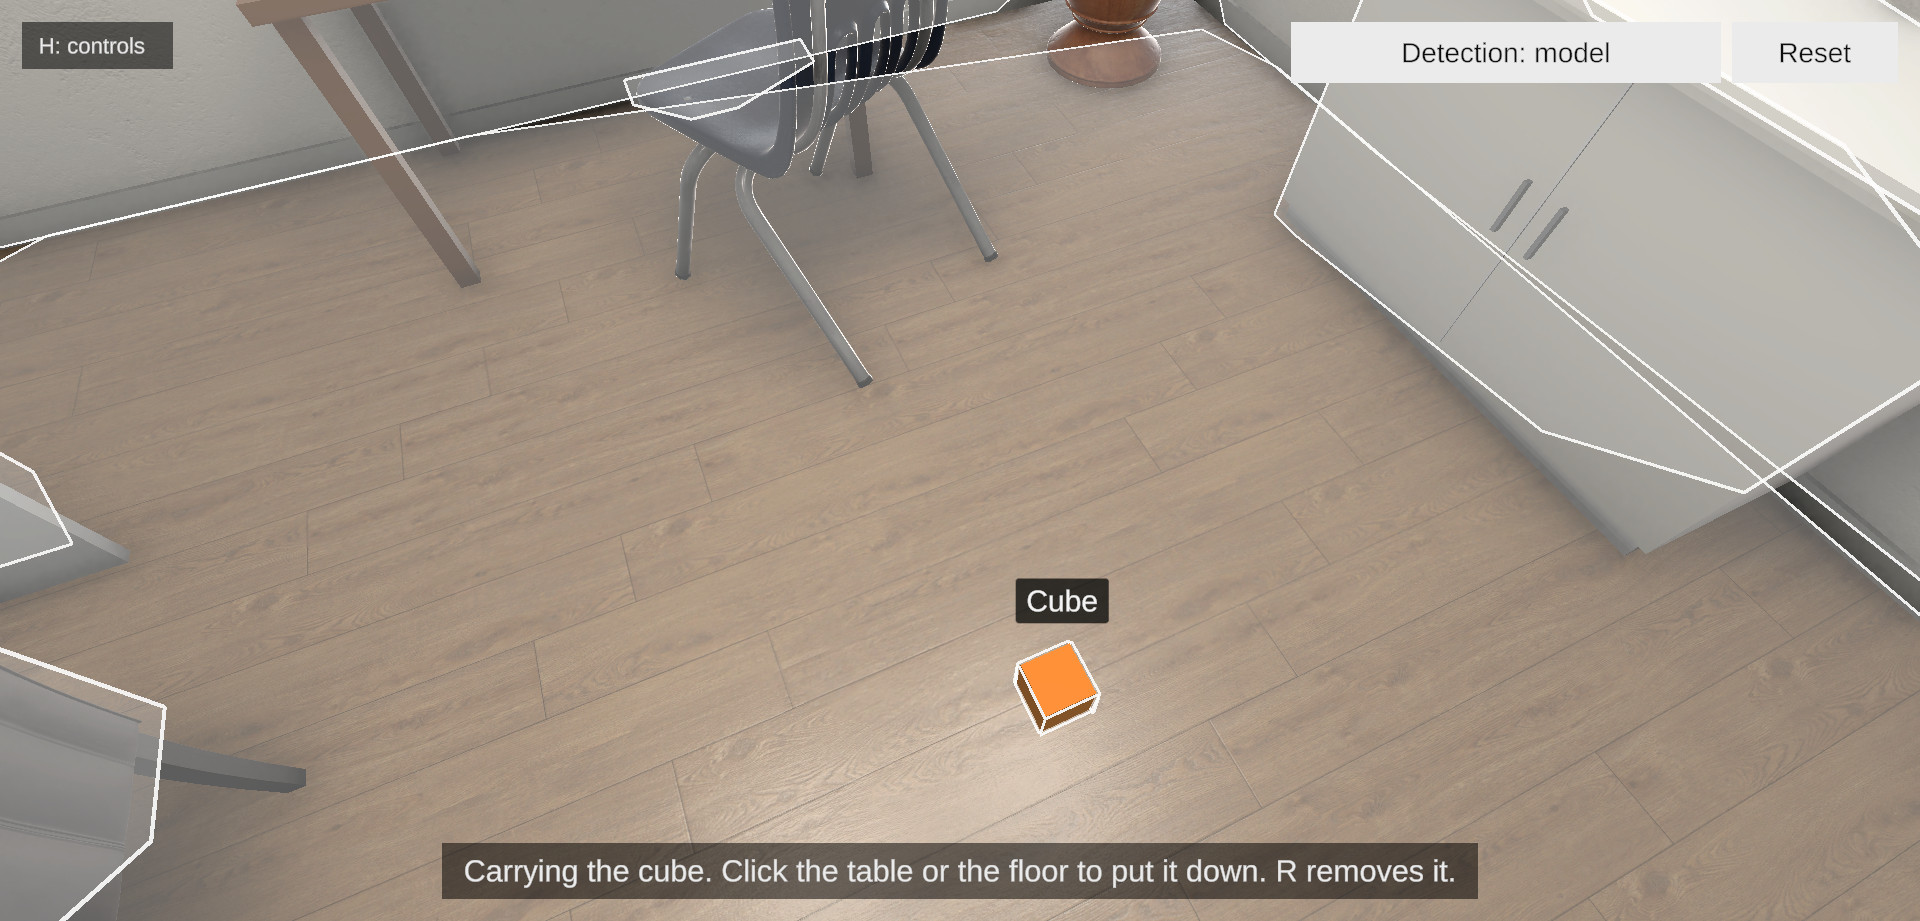 H: controls
Detection: model
Reset
Cube
Carrying the cube. Click the table or the floor to put it down. R removes it.